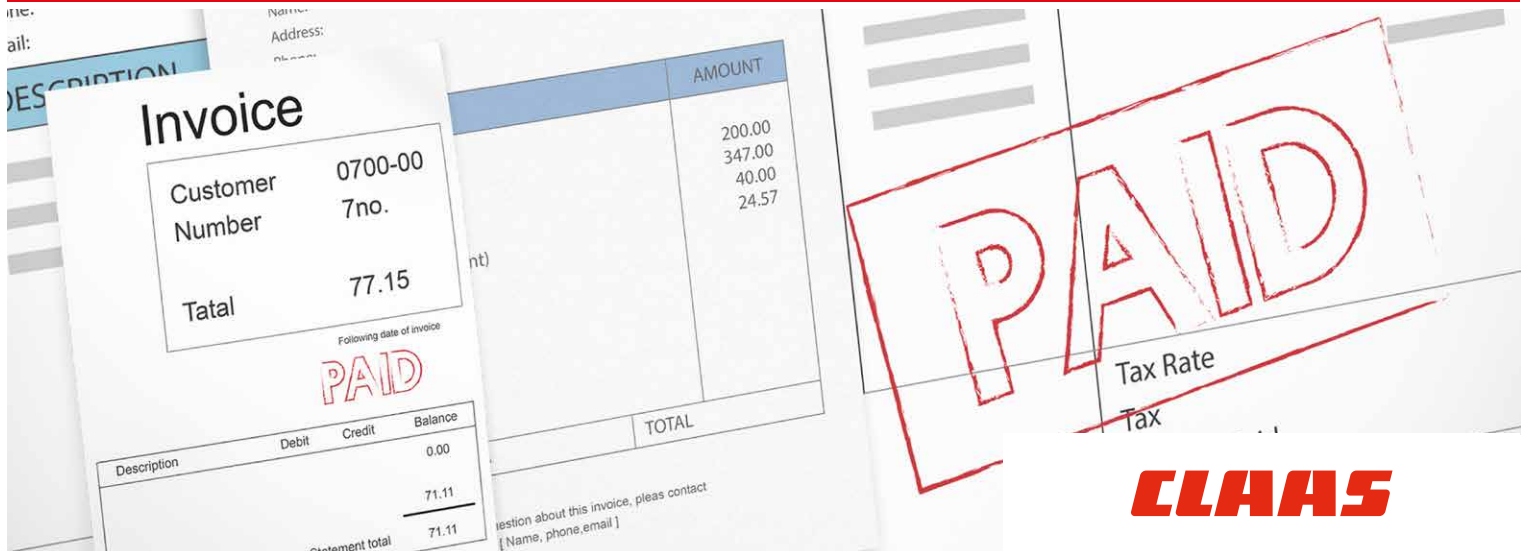 ail:
DESCRIPTION
Name:
Address:
Phone:
Invoice
Customer 0700-00
Number 7no.
Tatal 77.15
Following date of invoice
PAID
Description Debit Credit Balance
0.00
71.11
Statement total 71.11
AMOUNT
200.00
347.00
40.00
24.57
TOTAL
about this invoice, pleas contact
[ Name, phone,email ]
PAID
Tax Rate
Tax
CLAAS